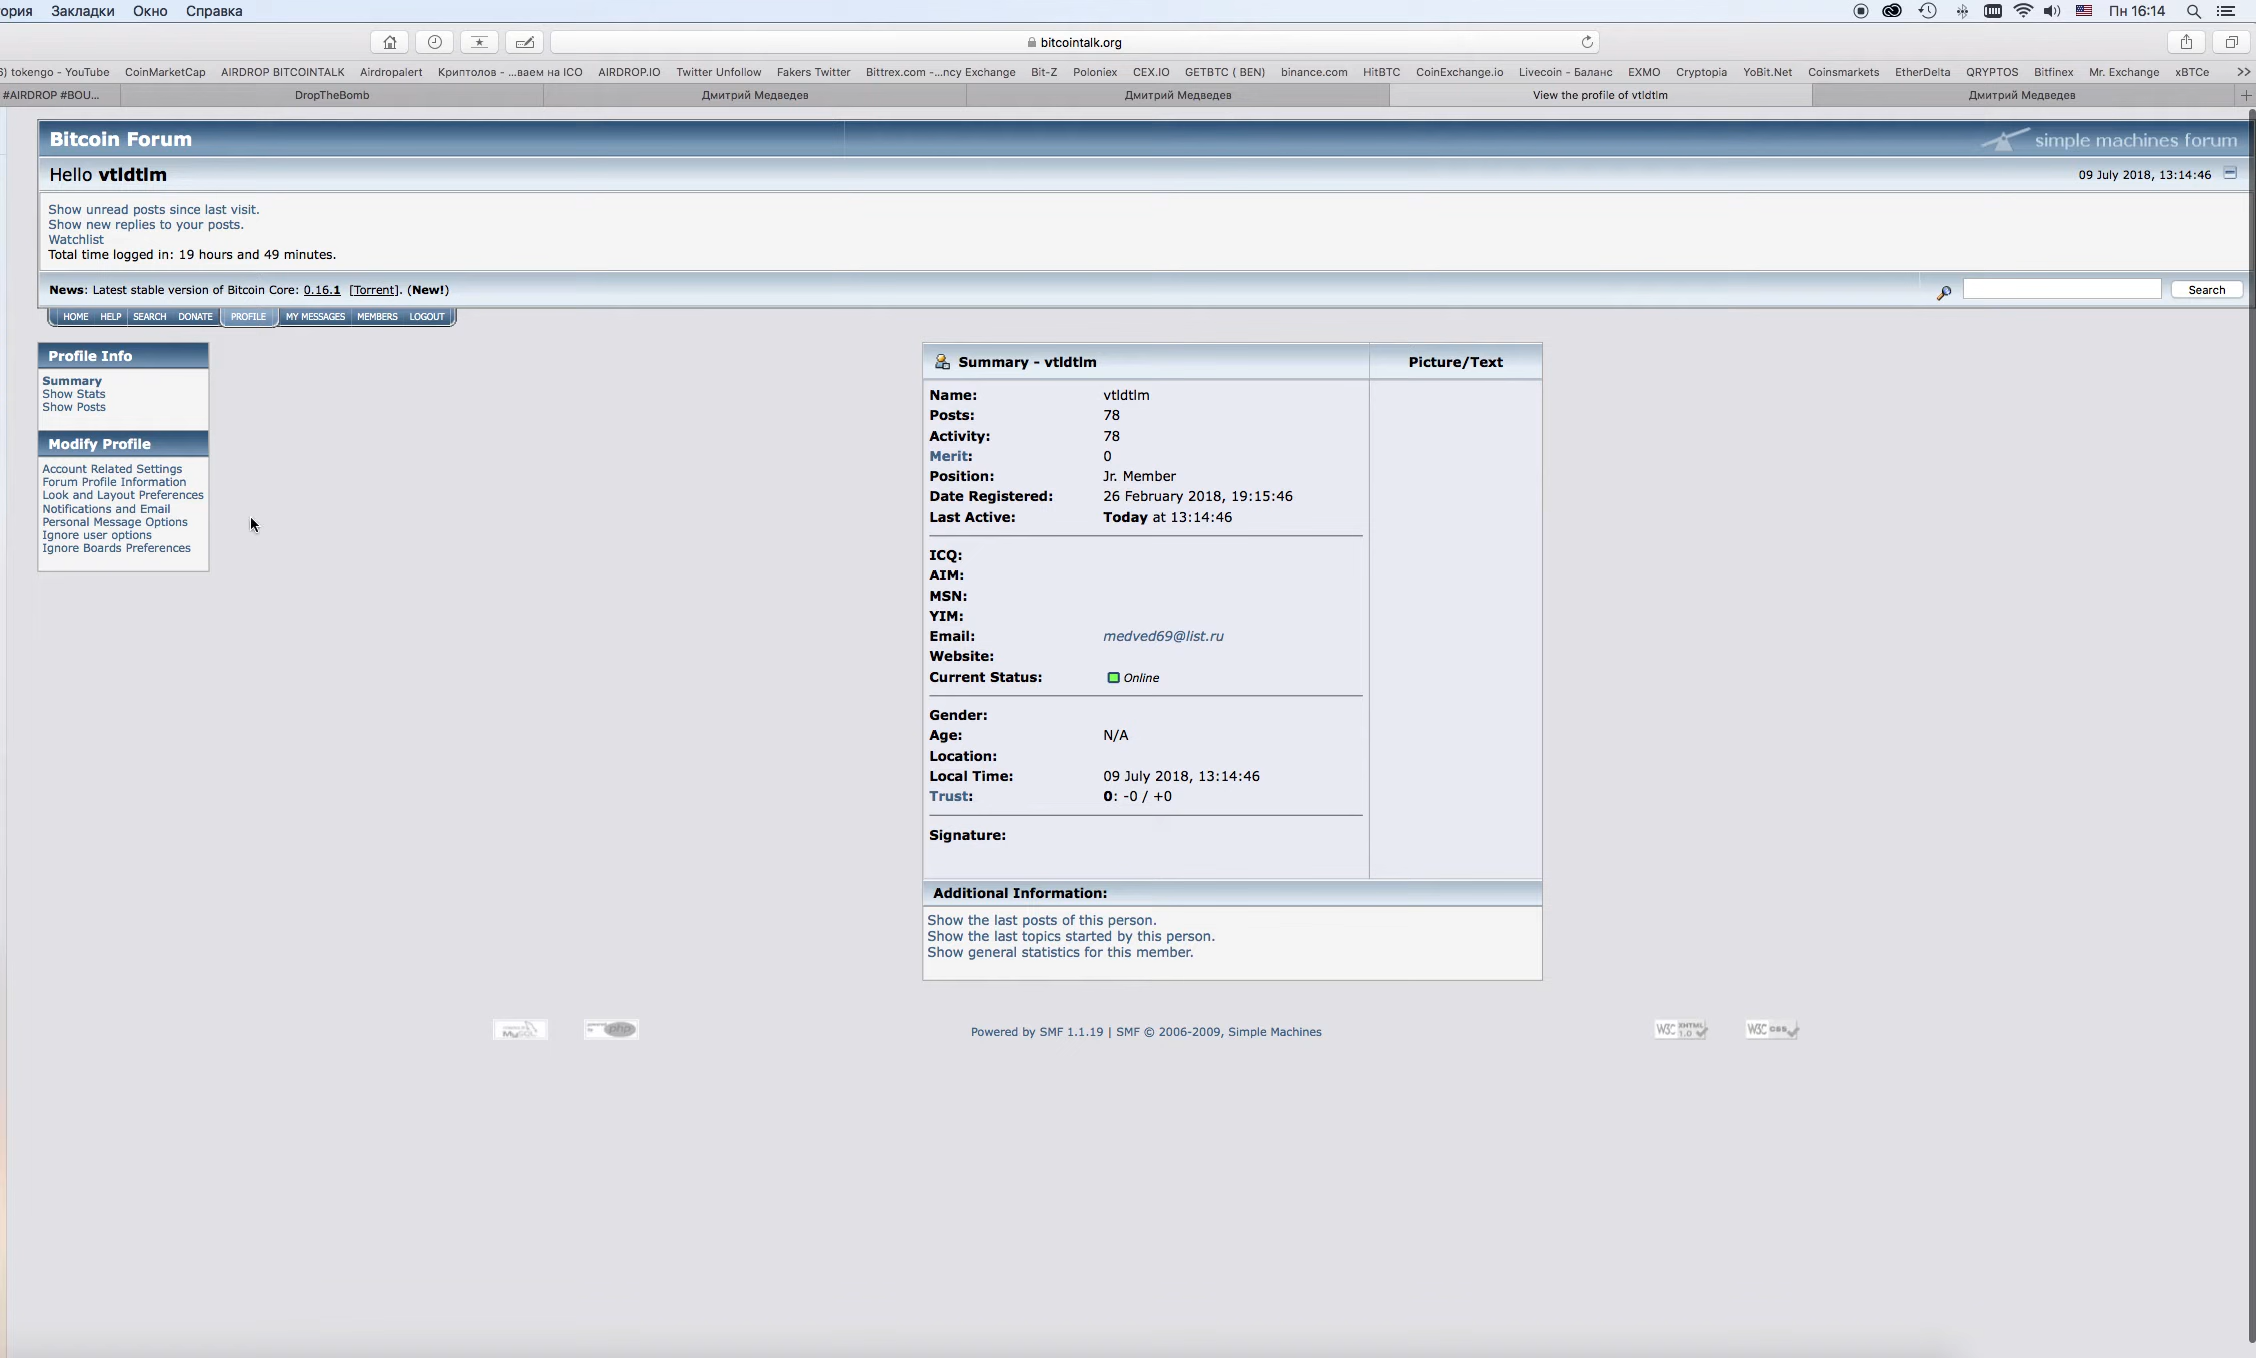 ория Закладки Окно Справка
Пн 16:14
bitcointalk.org
) tokengo - YouTube CoinMarketCap AIRDROP BITCOINTALK Airdropalert Криптолов - ...ваем на ICO AIRDROP.IO Twitter Unfollow Fakers Twitter Bittrex.com -...ncy Exchange Bit-Z Poloniex CEX.IO GETBTC ( BEN) binance.com HitBTC CoinExchange.io Livecoin - Баланс EXMO Cryptopia YoBit.Net Coinsmarkets EtherDelta QRYPTOS Bitfinex Mr. Exchange xBTCe >>
#AIRDROP #BOU... DropTheBomb Дмитрий Медведев Дмитрий Медведев View the profile of vtldtlm Дмитрий Медведев
Bitcoin Forum simple machines forum
Hello vtldtlm 09 July 2018, 13:14:46
Show unread posts since last visit.
Show new replies to your posts.
Watchlist
Total time logged in: 19 hours and 49 minutes.
News: Latest stable version of Bitcoin Core: 0.16.1 [Torrent]. (New!) Search
HOME HELP SEARCH DONATE PROFILE MY MESSAGES MEMBERS LOGOUT
Profile Info
Summary
Show Stats
Show Posts
Modify Profile
Account Related Settings
Forum Profile Information
Look and Layout Preferences
Notifications and Email
Personal Message Options
Ignore user options
Ignore Boards Preferences
Summary - vtldtlm Picture/Text
Name: vtldtlm
Posts: 78
Activity: 78
Merit: 0
Position: Jr. Member
Date Registered: 26 February 2018, 19:15:46
Last Active: Today at 13:14:46
ICQ:
AIM:
MSN:
YIM:
Email: medved69@list.ru
Website:
Current Status: Online
Gender:
Age: N/A
Location:
Local Time: 09 July 2018, 13:14:46
Trust: 0: -0 / +0
Signature:
Additional Information:
Show the last posts of this person.
Show the last topics started by this person.
Show general statistics for this member.
MySQL php Powered by SMF 1.1.19 | SMF © 2006-2009, Simple Machines W3C XHTML 1.0 W3C CSS